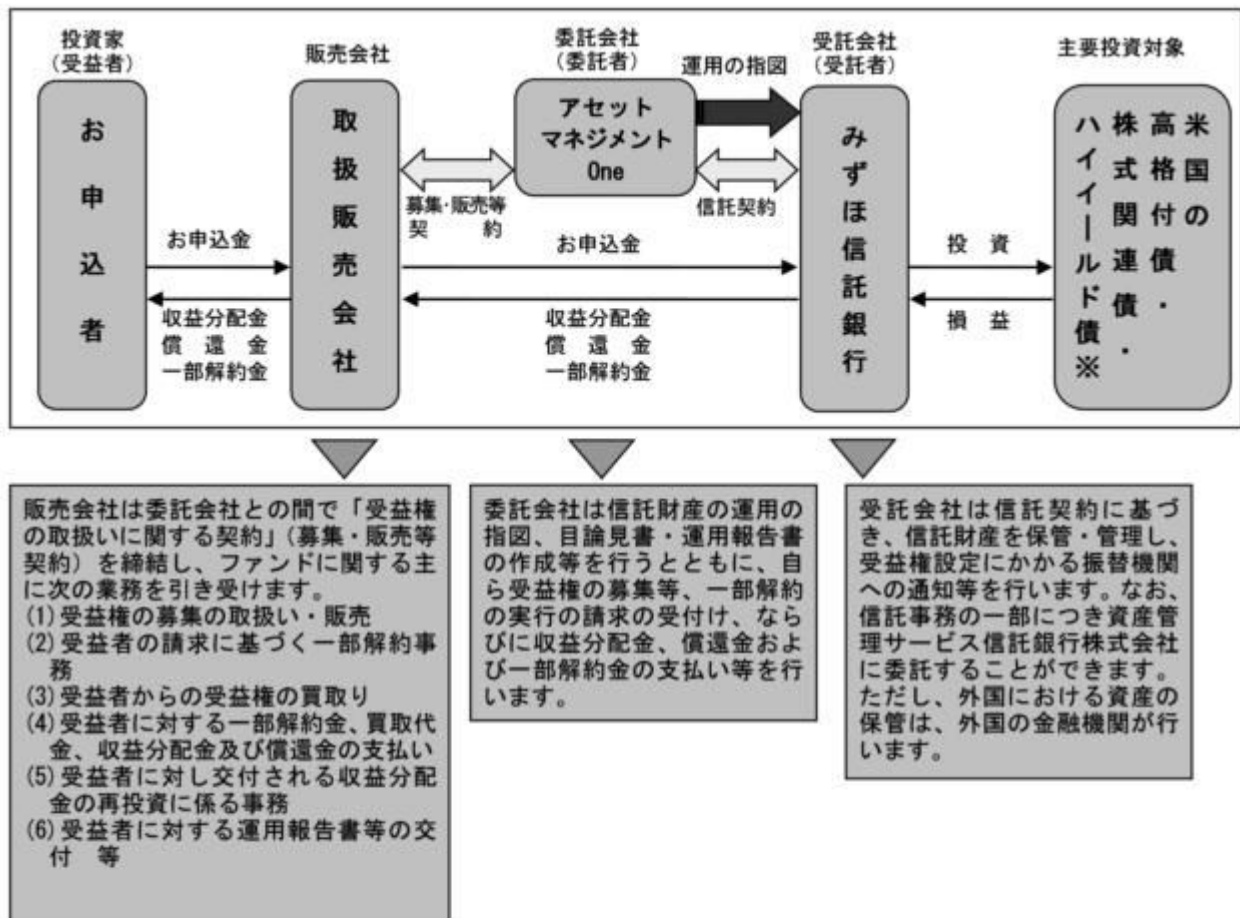 投資家
(受益者)
お申込者
販売会社
取扱販売会社
委託会社
(委託者)
アセット
マネジメント
One
運用の指図
受託会社
(受託者)
みずほ信託銀行
主要投資対象
米国の
高格付債・
株式関連債・
ハイイールド債※
募集・販売等
契　約
信託契約
お申込金
収益分配金
償　還　金
一部解約金
お申込金
収益分配金
償　還　金
一部解約金
投　資
損　益
販売会社は委託会社との間で「受益権
の取扱いに関する契約」(募集・販売等
契約)を締結し、ファンドに関する主
に次の業務を引き受けます。
(1)受益権の募集の取扱い・販売
(2)受益者の請求に基づく一部解約事
務
(3)受益者からの受益権の買取り
(4)受益者に対する一部解約金、買取代
金、収益分配金及び償還金の支払い
(5)受益者に対し交付される収益分配
金の再投資に係る事務
(6)受益者に対する運用報告書等の交
付　等
委託会社は信託財産の運用の
指図、目論見書・運用報告書
の作成等を行うとともに、自
ら受益権の募集等、一部解約
の実行の請求の受付け、なら
びに収益分配金、償還金およ
び一部解約金の支払い等を行
います。
受託会社は信託契約に基づ
き、信託財産を保管・管理し、
受益権設定にかかる振替機関
への通知等を行います。なお、
信託事務の一部につき資産管
理サービス信託銀行株式会社
に委託することができます。
ただし、外国における資産の
保管は、外国の金融機関が行
います。